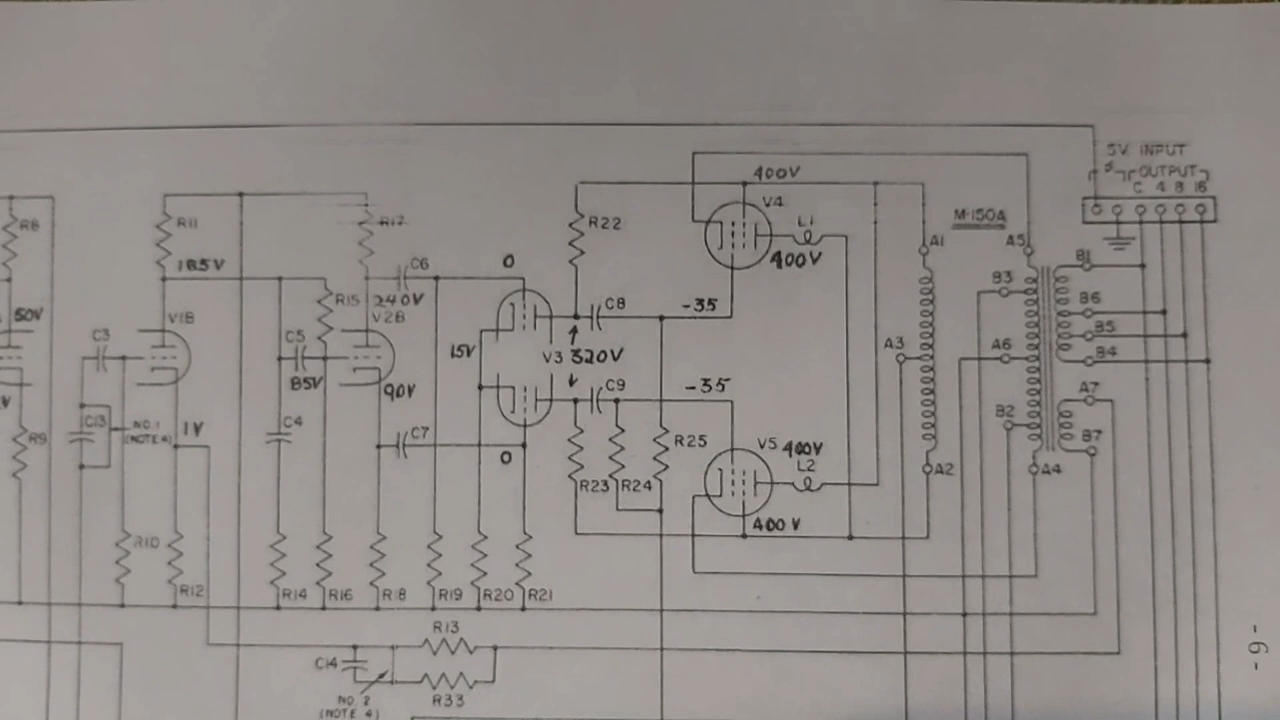 5V. INPUT
OUTPUT
C 4 8 16
400V
V4
M-150A
R8
R11
R17
R22
L1
A1
A5
B1
0
400V
185V
C6
B3
B6
R15
240V
C8
-35
50V
V1B
V2B
B5
C3
C5
15V
V3 320V
A3
A6
B4
85V
90V
C9
-35
A7
C13
NO. 1
(NOTE 4)
1V
C4
C7
B2
B7
R9
R25
V5
400V
0
L2
A2
A4
R23
R24
400V
R10
R12
R14
R16
R18
R19
R20
R21
R13
C14
R33
NO. 2
(NOTE 4)
-9-